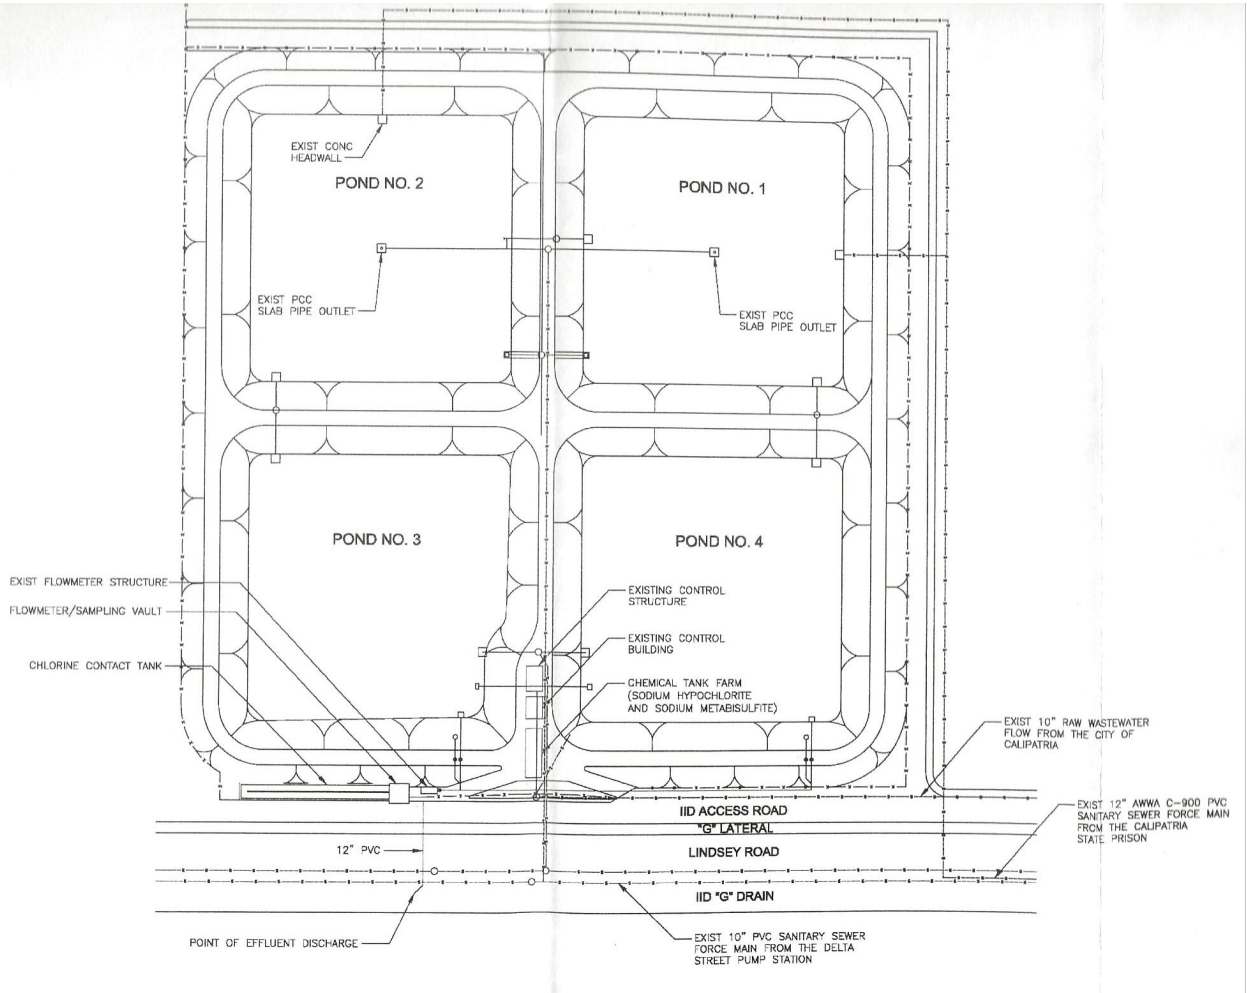 EXIST CONC
HEADWALL
POND NO. 2
POND NO. 1
EXIST PCC
SLAB PIPE OUTLET
EXIST PCC
SLAB PIPE OUTLET
POND NO. 3
POND NO. 4
EXIST FLOWMETER STRUCTURE
FLOWMETER/SAMPLING VAULT
CHLORINE CONTACT TANK
EXISTING CONTROL
STRUCTURE
EXISTING CONTROL
BUILDING
CHEMICAL TANK FARM
(SODIUM HYPOCHLORITE
AND SODIUM METABISULFITE)
EXIST 10" RAW WASTEWATER
FLOW FROM THE CITY OF
CALIPATRIA
EXIST 12" AWWA C-900 PVC
SANITARY SEWER FORCE MAIN
FROM THE CALIPATRIA
STATE PRISON
IID ACCESS ROAD
"G" LATERAL
LINDSEY ROAD
12" PVC
IID "G" DRAIN
POINT OF EFFLUENT DISCHARGE
EXIST 10" PVC SANITARY SEWER
FORCE MAIN FROM THE DELTA
STREET PUMP STATION